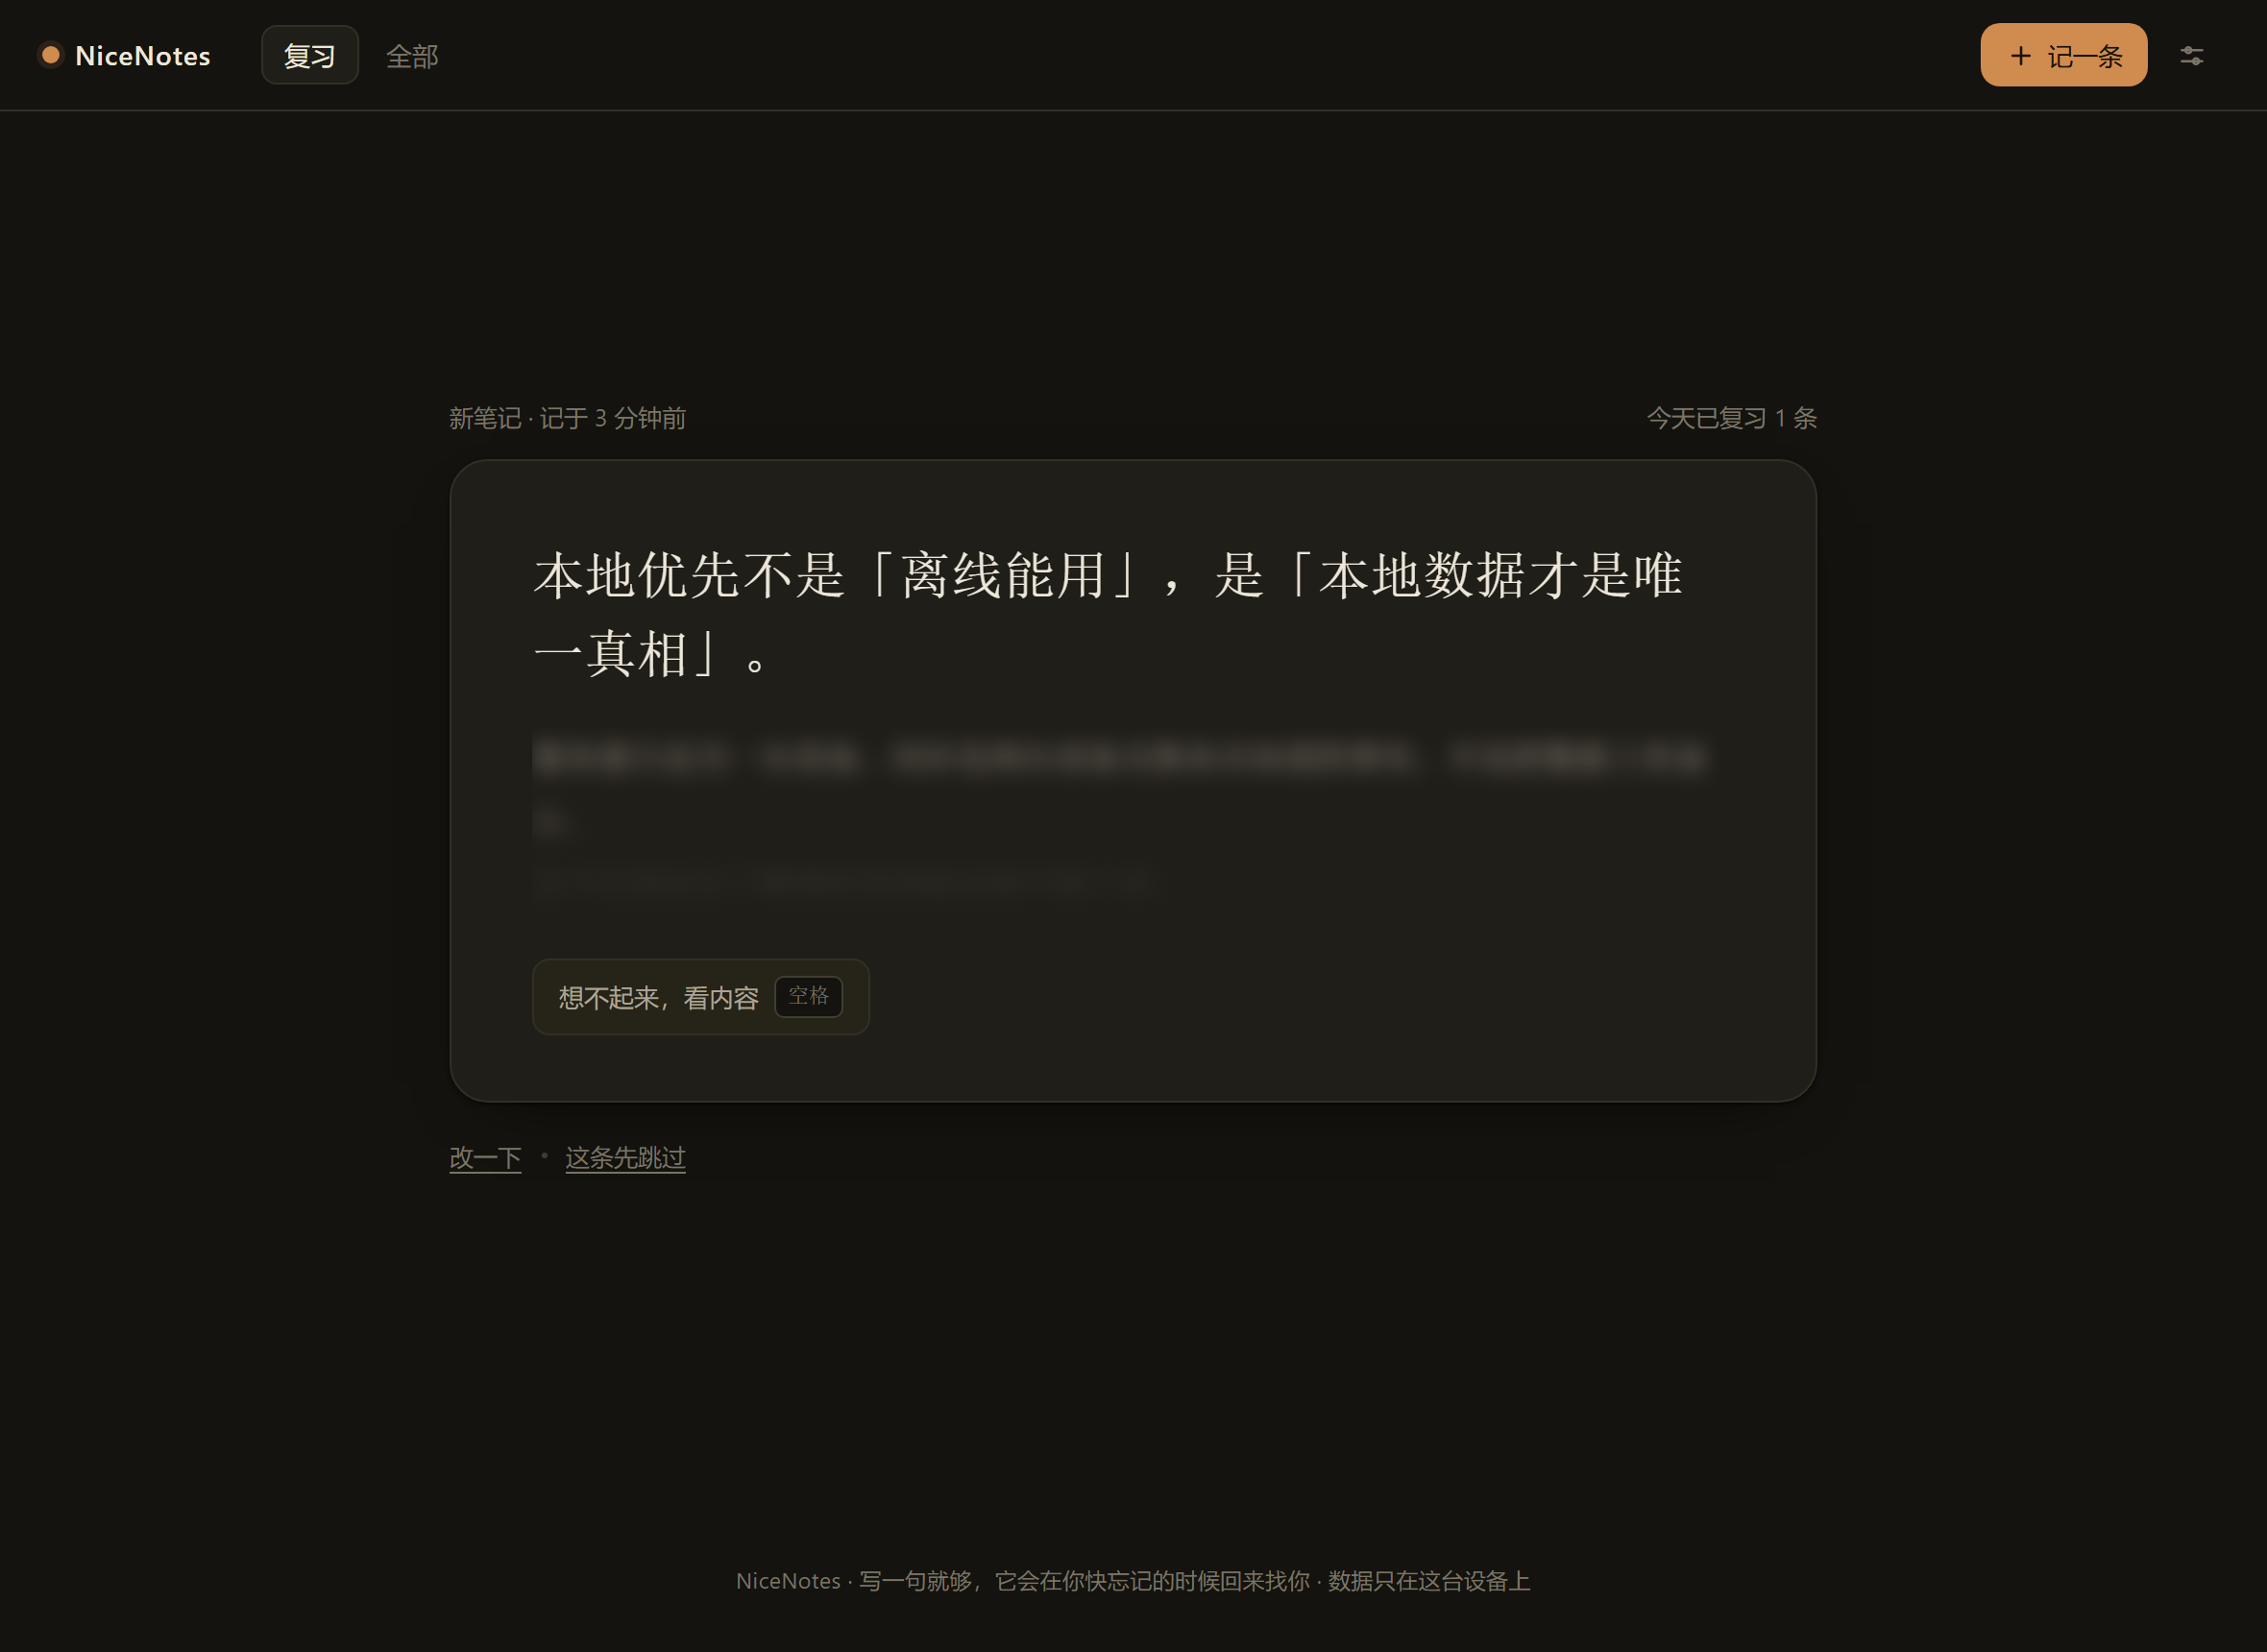 NiceNotes
复习
全部
+ 记一条
新笔记 · 记于 3 分钟前
今天已复习 1 条
本地优先不是「离线能用」，是「本地数据才是唯
一真相」。
想不起来，看内容 空格
改一下 • 这条先跳过
NiceNotes · 写一句就够，它会在你快忘记的时候回来找你 · 数据只在这台设备上